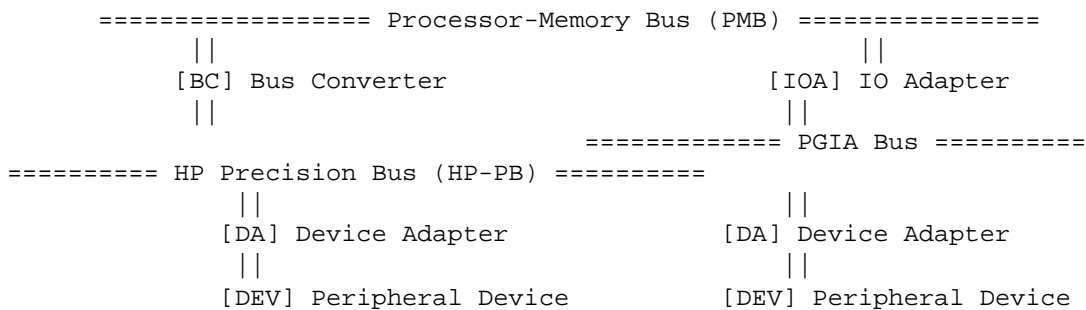 ================== Processor-Memory Bus (PMB) ================
|| ||
[BC] Bus Converter [IOA] IO Adapter
|| ||
============= PGIA Bus ==========
========== HP Precision Bus (HP-PB) ==========
|| ||
[DA] Device Adapter [DA] Device Adapter
|| ||
[DEV] Peripheral Device [DEV] Peripheral Device